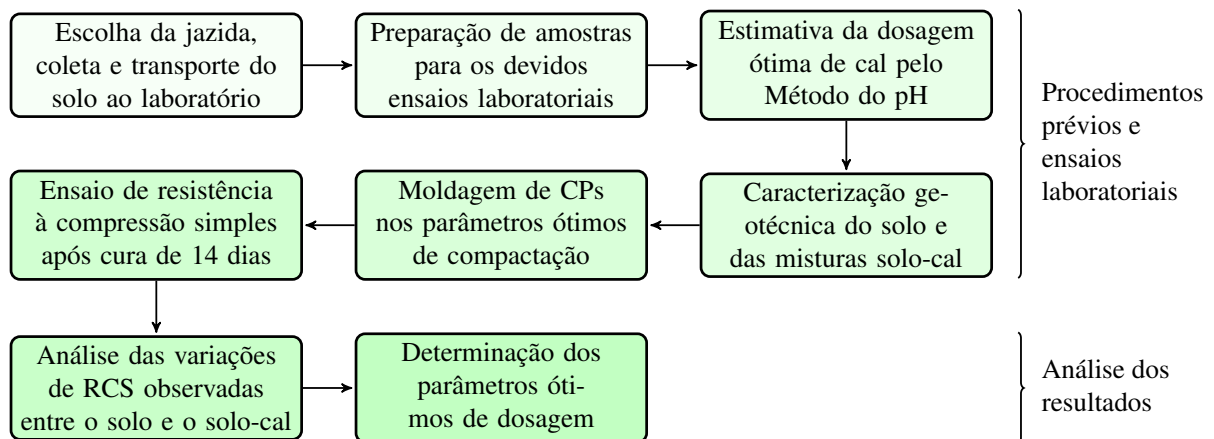 Escolha da jazida,
coleta e transporte do
solo ao laboratório
Preparação de amostras
para os devidos
ensaios laboratoriais
Estimativa da dosagem
ótima de cal pelo
Método do pH
Procedimentos
prévios e
ensaios
laboratoriais
Caracterização ge-
otécnica do solo e
das misturas solo-cal
Moldagem de CPs
nos parâmetros ótimos
de compactação
Ensaio de resistência
à compressão simples
após cura de 14 dias
Análise das variações
de RCS observadas
entre o solo e o solo-cal
Determinação dos
parâmetros óti-
mos de dosagem
Análise dos
resultados